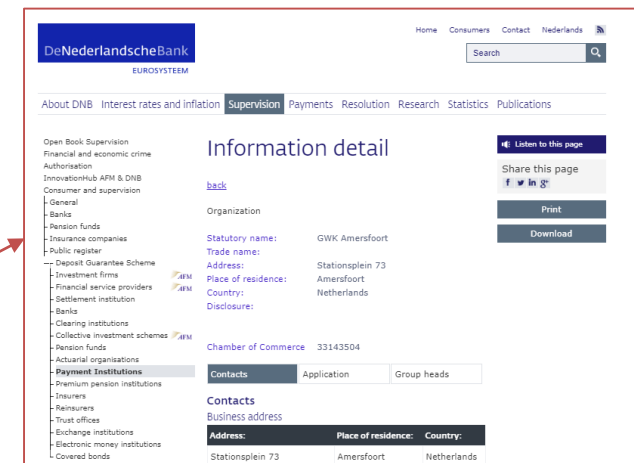 Home Consumers Contact Nederlands
DeNederlandscheBank
EUROSYSTEEM
Search
About DNB Interest rates and inflation Supervision Payments Resolution Research Statistics Publications
Open Book Supervision
Financial and economic crime
Authorisation
InnovationHub AFM & DNB
Consumer and supervision
General
Banks
Pension funds
Insurance companies
Public register
Deposit Guarantee Scheme
Investment firms AFM
Financial service providers AFM
Settlement institution
Banks
Clearing institutions
Collective investment schemes AFM
Pension funds
Actuarial organisations
Payment Institutions
Premium pension institutions
Insurers
Reinsurers
Trust offices
Exchange institutions
Electronic money institutions
Covered bonds
Information detail
back
Organization
Statutory name: GWK Amersfoort
Trade name:
Address: Stationsplein 73
Place of residence: Amersfoort
Country: Netherlands
Disclosure:
Chamber of Commerce 33143504
Contacts Application Group heads
Contacts
Business address
Address: Place of residence: Country:
Stationsplein 73 Amersfoort Netherlands
Listen to this page
Share this page
f in g+
Print
Download